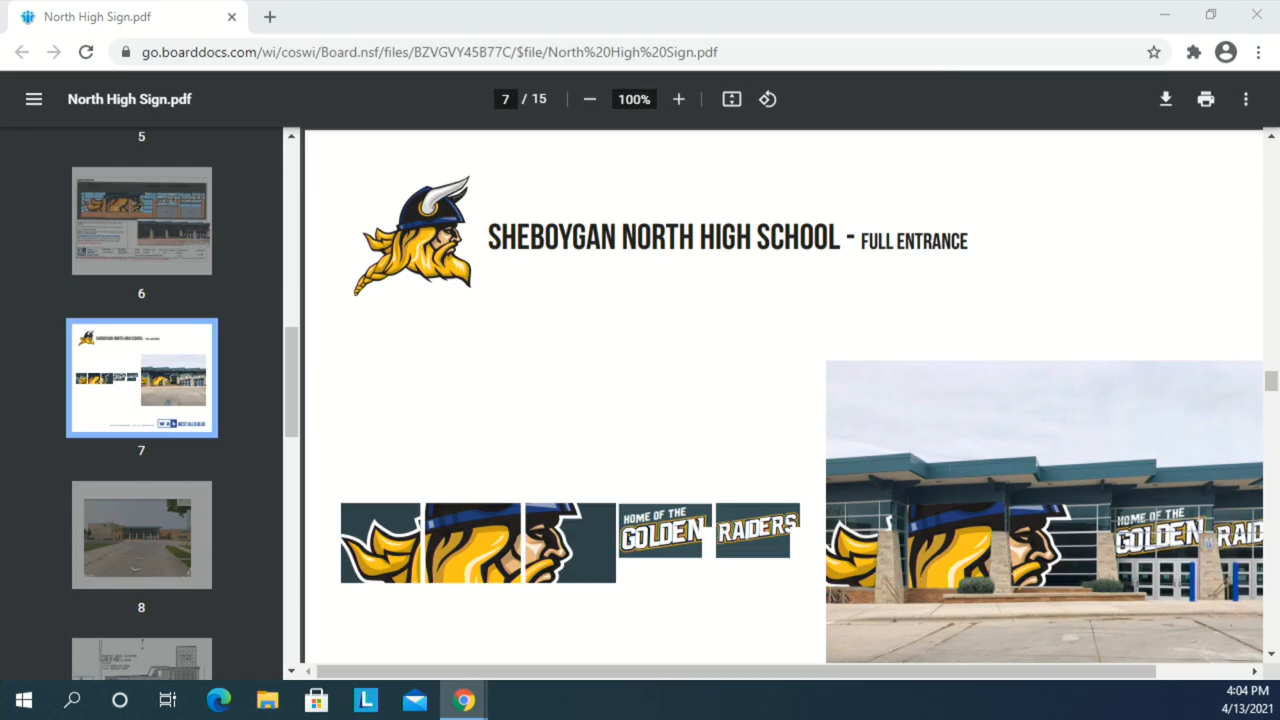 North High Sign.pdf
go.boarddocs.com/wi/coswi/Board.nsf/files/BZVGVY45B77C/$file/North%20High%20Sign.pdf
North High Sign.pdf
7 / 15
100%
5
6
7
8
SHEBOYGAN NORTH HIGH SCHOOL - FULL ENTRANCE
HOME OF THE
GOLDEN
RAIDERS
HOME OF THE
GOLDEN
RAID
4:04 PM
4/13/2021